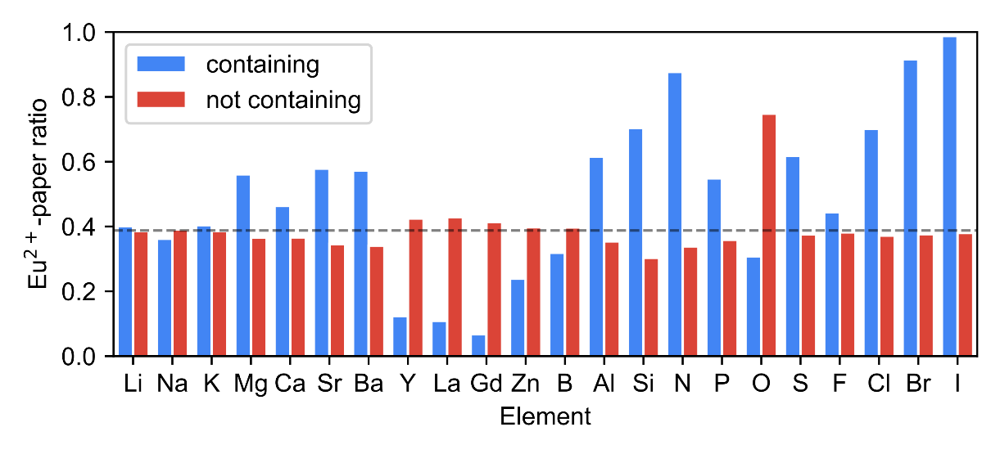 1.0
0.8
0.6
0.4
0.2
0.0
Eu²⁺-paper ratio
containing
not containing
Li Na K Mg Ca Sr Ba Y La Gd Zn B Al Si N P O S F Cl Br I
Element